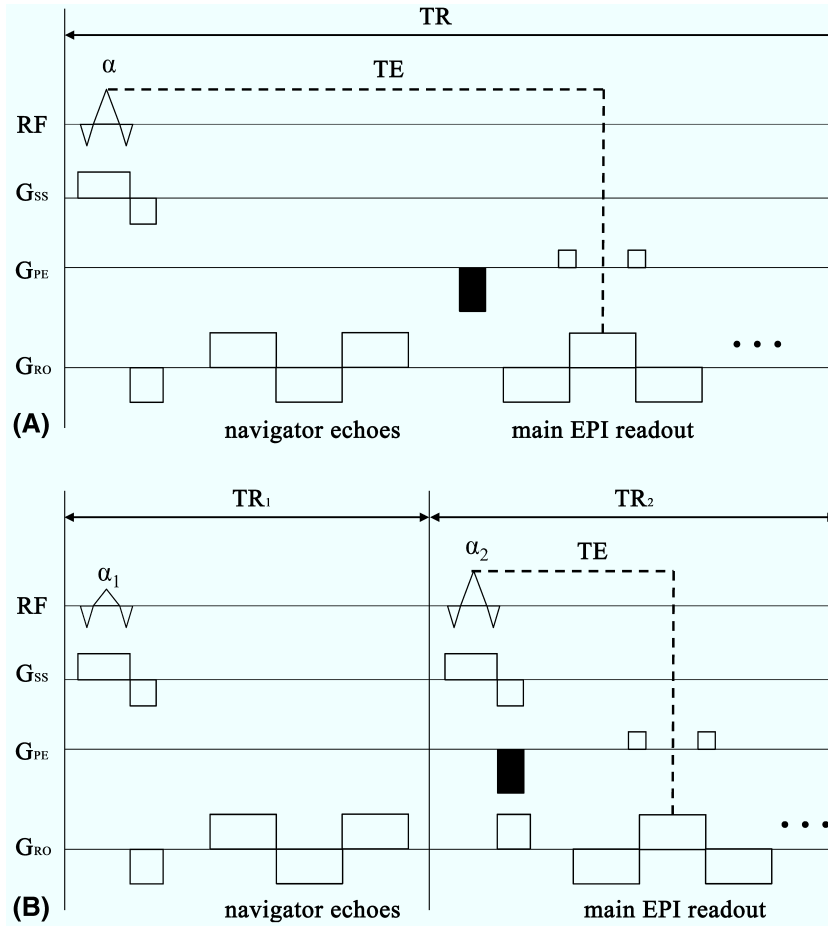 TR
α
TE
RF
GSS
GPE
GRO
• • •
(A)
navigator echoes main EPI readout
TR1 TR2
α1 α2
TE
RF
GSS
GPE
GRO
• • •
(B)
navigator echoes main EPI readout